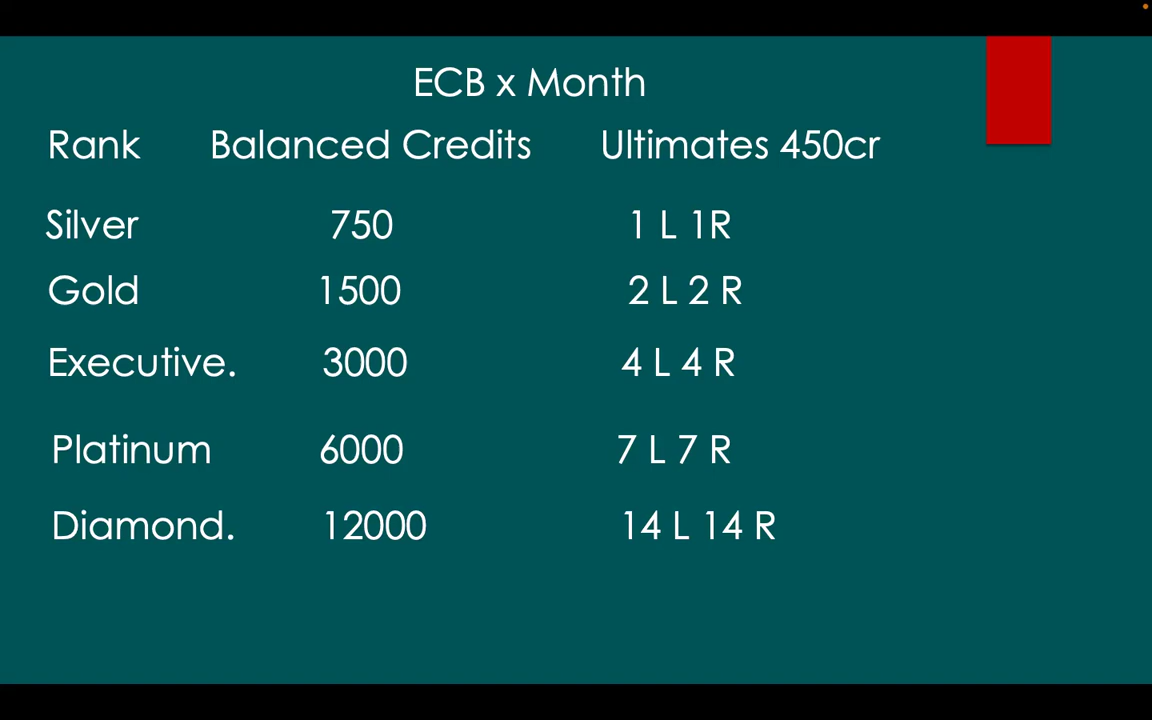 ECB x Month
Rank Balanced Credits Ultimates 450cr
Silver 750 1 L 1R
Gold 1500 2 L 2 R
Executive. 3000 4 L 4 R
Platinum 6000 7 L 7 R
Diamond. 12000 14 L 14 R